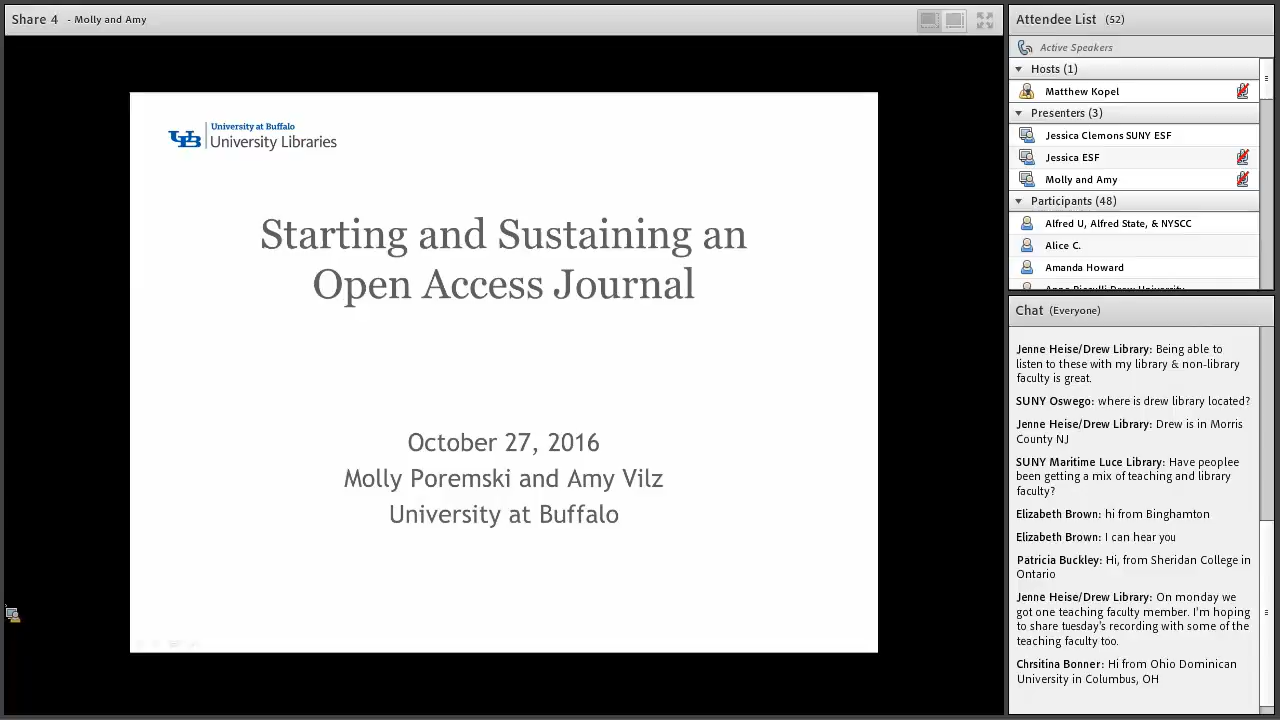 Share 4 - Molly and Amy
University at Buffalo
University Libraries
Starting and Sustaining an
Open Access Journal
October 27, 2016
Molly Poremski and Amy Vilz
University at Buffalo
Attendee List (52)
Active Speakers
Hosts (1)
Matthew Kopel
Presenters (3)
Jessica Clemons SUNY ESF
Jessica ESF
Molly and Amy
Participants (48)
Alfred U, Alfred State, & NYSCC
Alice C.
Amanda Howard
Chat (Everyone)
Jenne Heise/Drew Library: Being able to
listen to these with my library & non-library
faculty is great.
SUNY Oswego: where is drew library located?
Jenne Heise/Drew Library: Drew is in Morris
County NJ
SUNY Maritime Luce Library: Have peoplee
been getting a mix of teaching and library
faculty?
Elizabeth Brown: hi from Binghamton
Elizabeth Brown: I can hear you
Patricia Buckley: Hi, from Sheridan College in
Ontario
Jenne Heise/Drew Library: On monday we
got one teaching faculty member. I'm hoping
to share tuesday's recording with some of the
teaching faculty too.
Chrsitina Bonner: Hi from Ohio Dominican
University in Columbus, OH